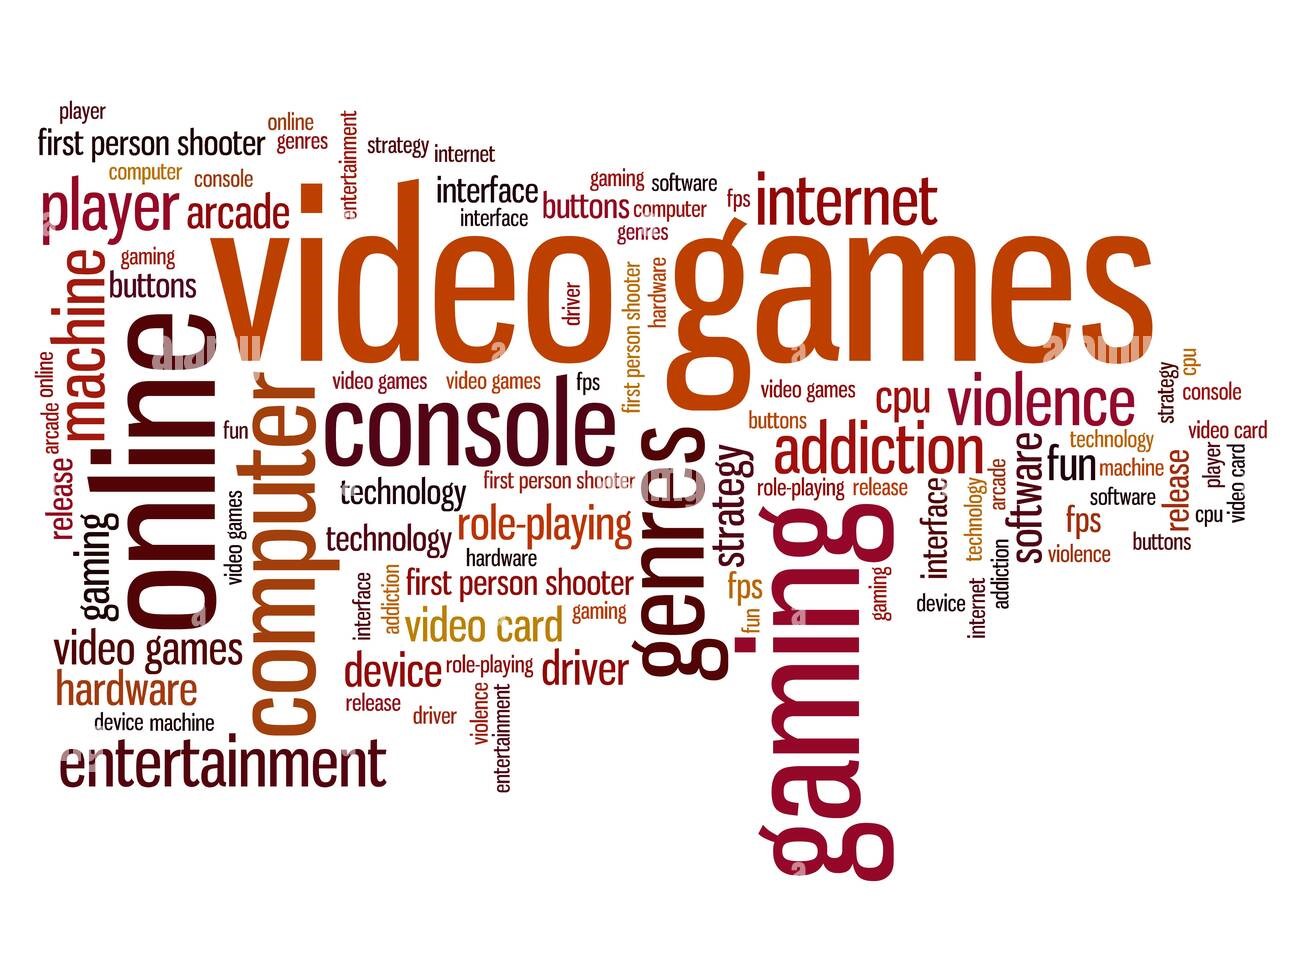 player
first person shooter
online
genres
entertainment
strategy
internet
computer
console
player
arcade
interface
interface
gaming
software
buttons
computer
genres
fps
internet
video games
gaming
buttons
machine
online
driver
first person shooter
hardware
online
arcade
release
gaming
fun
computer
video games
video games
video games
fps
console
technology
first person shooter
technology
role-playing
hardware
interface
addiction
first person shooter
video card
gaming
device
role-playing
driver
release
driver
violence
entertainment
video games
hardware
device
machine
entertainment
genres
strategy
fps
fun
video games
cpu
violence
buttons
addiction
role-playing
release
gaming
gaming
interface
technology
arcade
software
device
internet
addiction
fun
technology
machine
software
fps
violence
strategy
cpu
console
video card
release
player
video card
cpu
buttons